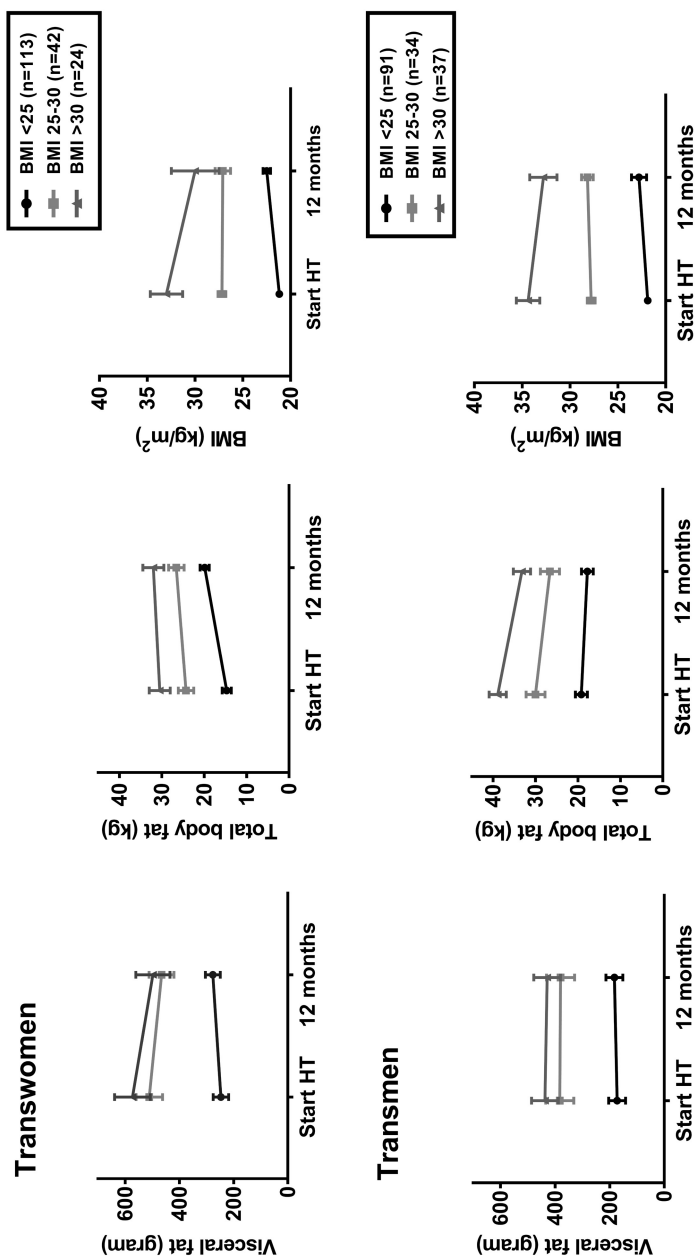 Transwomen
Visceral fat (gram)
600
400
200
0
Start HT 12 months
Total body fat (kg)
40
30
20
10
0
Start HT 12 months
BMI (kg/m²)
40
35
30
25
20
Start HT 12 months
BMI <25 (n=113)
BMI 25-30 (n=42)
BMI >30 (n=24)
Transmen
Visceral fat (gram)
600
400
200
0
Start HT 12 months
Total body fat (kg)
40
30
20
10
0
Start HT 12 months
BMI (kg/m²)
40
35
30
25
20
Start HT 12 months
BMI <25 (n=91)
BMI 25-30 (n=34)
BMI >30 (n=37)